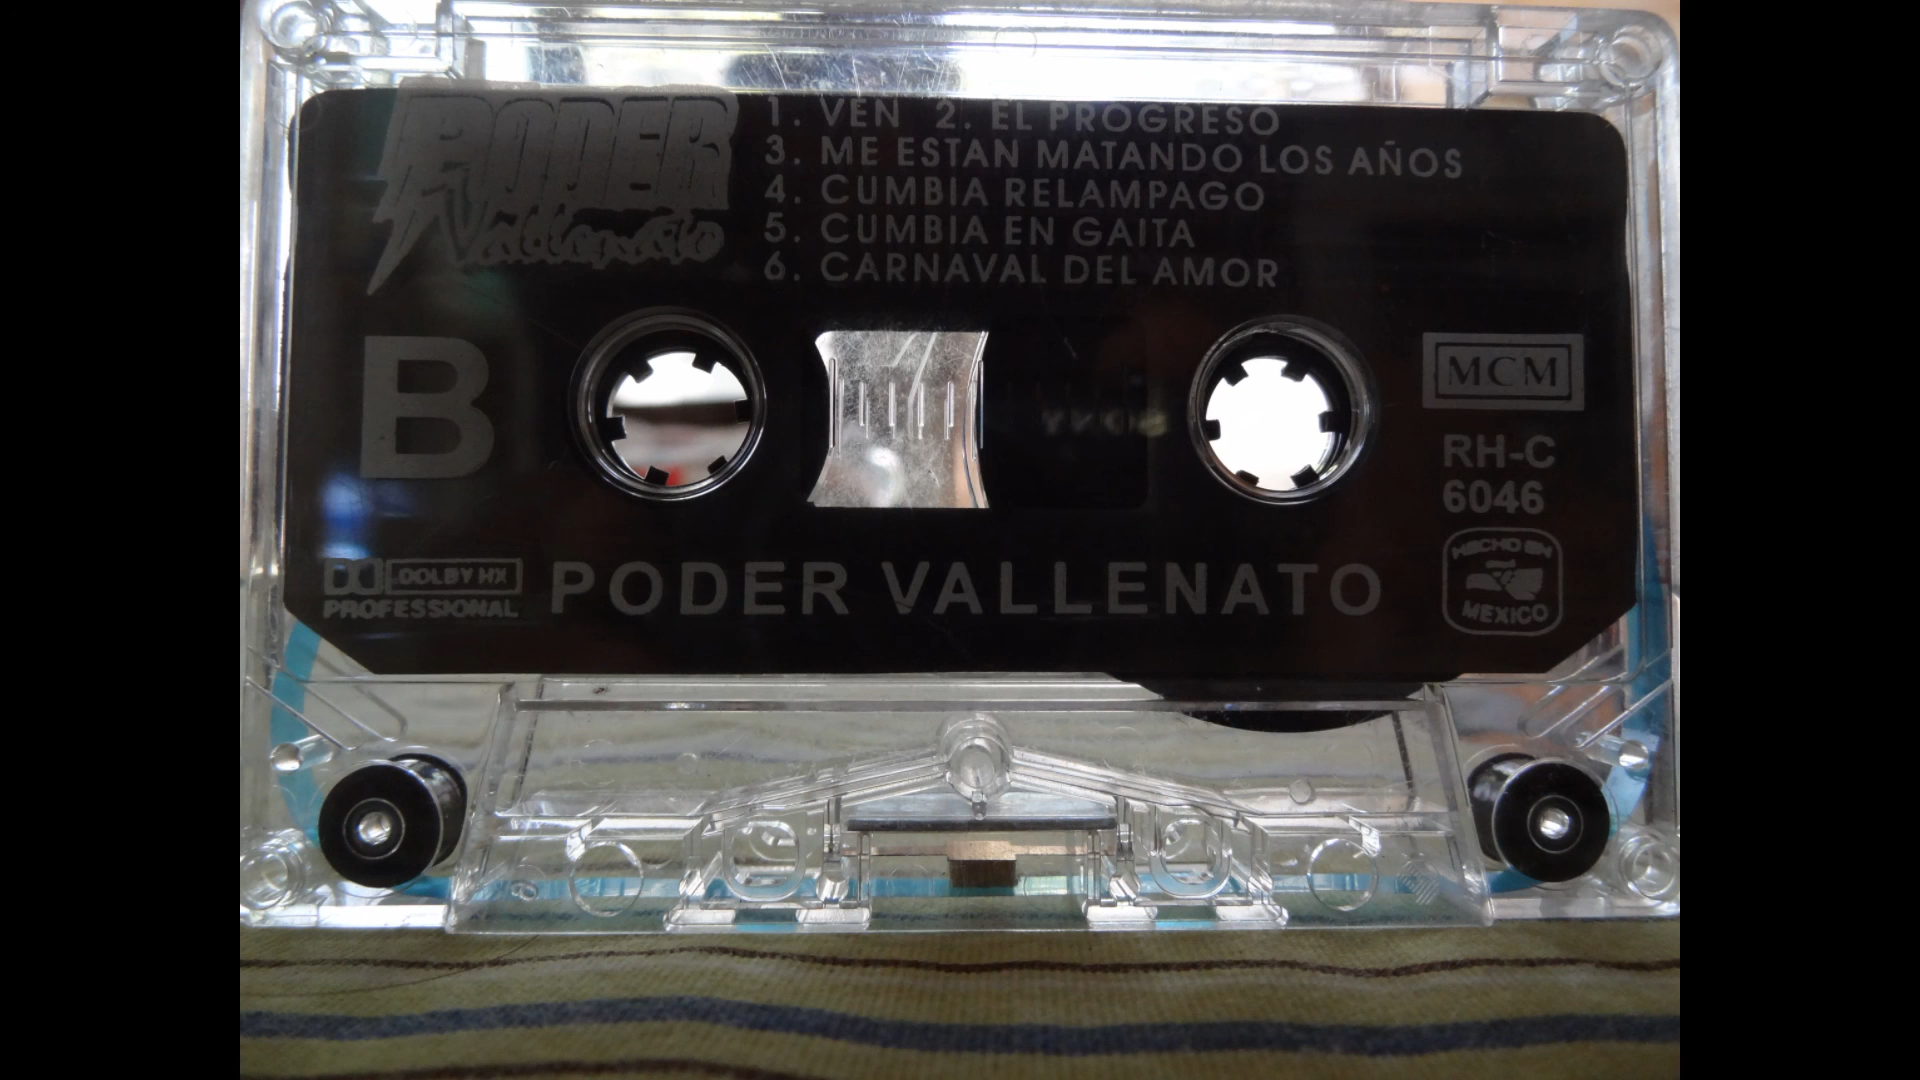 PODER
Vallenato
1. VEN 2. EL PROGRESO
3. ME ESTAN MATANDO LOS AÑOS
4. CUMBIA RELAMPAGO
5. CUMBIA EN GAITA
6. CARNAVAL DEL AMOR
B
MCM
RH-C
6046
DOLBY HX
PROFESSIONAL
PODER VALLENATO
HECHO EN
MEXICO